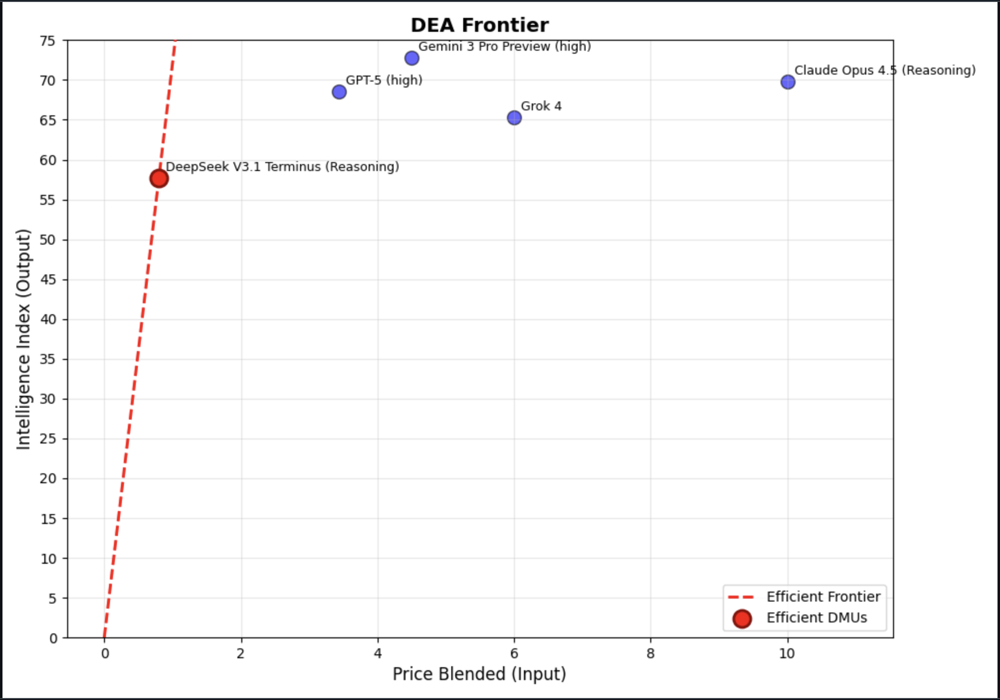 DEA Frontier
75
70
65
60
55
50
45
40
35
30
25
20
15
10
5
0
Intelligence Index (Output)
Gemini 3 Pro Preview (high)
Claude Opus 4.5 (Reasoning)
GPT-5 (high)
Grok 4
DeepSeek V3.1 Terminus (Reasoning)
Efficient Frontier
Efficient DMUs
0 2 4 6 8 10
Price Blended (Input)